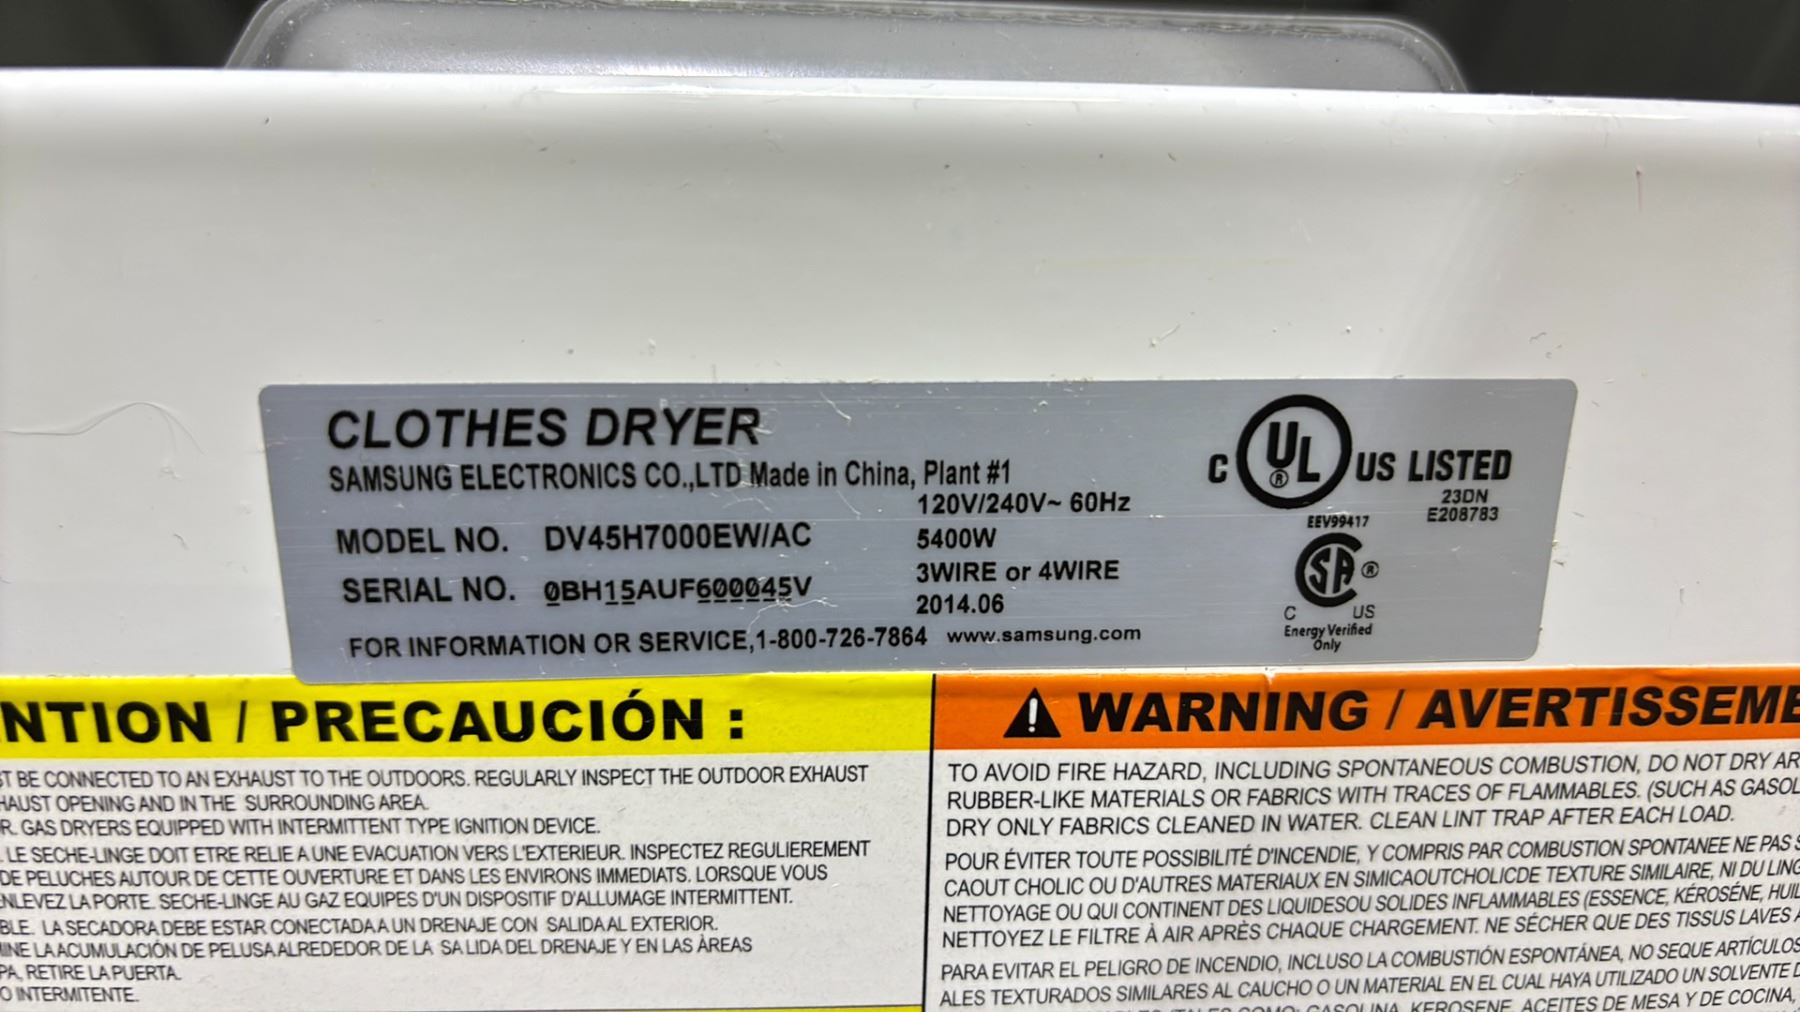 CLOTHES DRYER
SAMSUNG ELECTRONICS CO.,LTD Made in China, Plant #1
120V/240V~ 60Hz
MODEL NO. DV45H7000EW/AC
5400W
3WIRE or 4WIRE
SERIAL NO. 0BH15AUF600045V
2014.06
FOR INFORMATION OR SERVICE,1-800-726-7864 www.samsung.com
C UL® US LISTED
23DN
E208783
EEV99417
SA®
C US
Energy Verified
Only
NTION / PRECAUCIÓN :
T BE CONNECTED TO AN EXHAUST TO THE OUTDOORS. REGULARLY INSPECT THE OUTDOOR EXHAUST
HAUST OPENING AND IN THE SURROUNDING AREA.
R. GAS DRYERS EQUIPPED WITH INTERMITTENT TYPE IGNITION DEVICE.
. LE SECHE-LINGE DOIT ETRE RELIE A UNE EVACUATION VERS L'EXTERIEUR. INSPECTEZ REGULIEREMENT
DE PELUCHES AUTOUR DE CETTE OUVERTURE ET DANS LES ENVIRONS IMMEDIATS. LORSQUE VOUS
NLEVEZ LA PORTE. SECHE-LINGE AU GAZ EQUIPES D'UN DISPOSITIF D'ALLUMAGE INTERMITTENT.
BLE. LA SECADORA DEBE ESTAR CONECTADA A UN DRENAJE CON SALIDA AL EXTERIOR.
INE LA ACUMULACIÓN DE PELUSA ALREDEDOR DE LA SALIDA DEL DRENAJE Y EN LAS ÀREAS
PA, RETIRE LA PUERTA.
O INTERMITENTE.
WARNING / AVERTISSEME
TO AVOID FIRE HAZARD, INCLUDING SPONTANEOUS COMBUSTION, DO NOT DRY AR
RUBBER-LIKE MATERIALS OR FABRICS WITH TRACES OF FLAMMABLES. (SUCH AS GASOL
DRY ONLY FABRICS CLEANED IN WATER. CLEAN LINT TRAP AFTER EACH LOAD.
POUR ÉVITER TOUTE POSSIBILITÉ D'INCENDIE, Y COMPRIS PAR COMBUSTION SPONTANEE NE PAS S
CAOUT CHOLIC OU D'AUTRES MATERIAUX EN SIMICAOUTCHOLICDE TEXTURE SIMILAIRE, NI DU LING
NETTOYAGE OU QUI CONTINENT DES LIQUIDESOU SOLIDES INFLAMMABLES (ESSENCE, KÉROSÉNE, HUIL
NETTOYEZ LE FILTRE À AIR APRÈS CHAQUE CHARGEMENT. NE SÉCHER QUE DES TISSUS LAVES A
PARA EVITAR EL PELIGRO DE INCENDIO, INCLUSO LA COMBUSTIÓN ESPONTÁNEA, NO SEQUE ARTÍCULOS
ALES TEXTURADOS SIMILARES AL CAUCHO O UN MATERIAL EN EL CUAL HAYA UTILIZADO UN SOLVENTE D
GASOLINA, KEROSENE, ACEITES DE MESA Y DE COCINA,